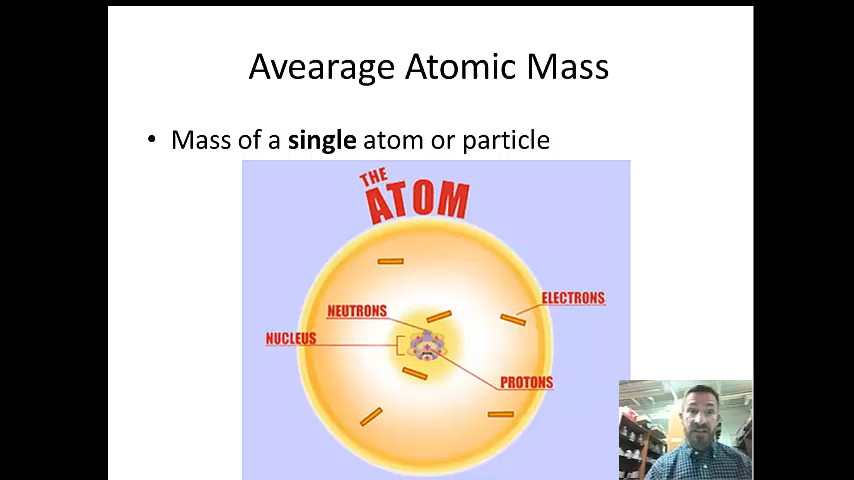 Avearage Atomic Mass
• Mass of a single atom or particle
THE
ATOM
ELECTRONS
NEUTRONS
NUCLEUS
PROTONS